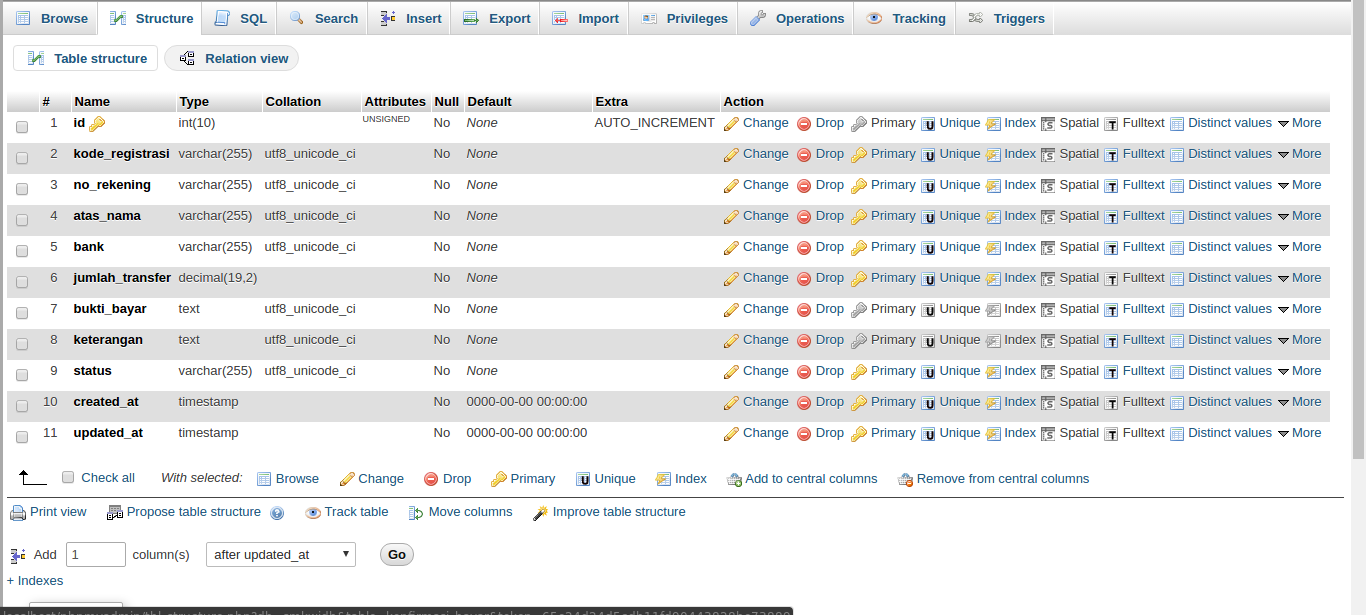 Browse Structure SQL Search Insert Export Import Privileges Operations Tracking Triggers
Table structure Relation view
# Name Type Collation Attributes Null Default Extra Action
1 id int(10) UNSIGNED No None AUTO_INCREMENT Change Drop Primary Unique Index Spatial Fulltext Distinct values More
2 kode_registrasi varchar(255) utf8_unicode_ci No None Change Drop Primary Unique Index Spatial Fulltext Distinct values More
3 no_rekening varchar(255) utf8_unicode_ci No None Change Drop Primary Unique Index Spatial Fulltext Distinct values More
4 atas_nama varchar(255) utf8_unicode_ci No None Change Drop Primary Unique Index Spatial Fulltext Distinct values More
5 bank varchar(255) utf8_unicode_ci No None Change Drop Primary Unique Index Spatial Fulltext Distinct values More
6 jumlah_transfer decimal(19,2) No None Change Drop Primary Unique Index Spatial Fulltext Distinct values More
7 bukti_bayar text utf8_unicode_ci No None Change Drop Primary Unique Index Spatial Fulltext Distinct values More
8 keterangan text utf8_unicode_ci No None Change Drop Primary Unique Index Spatial Fulltext Distinct values More
9 status varchar(255) utf8_unicode_ci No None Change Drop Primary Unique Index Spatial Fulltext Distinct values More
10 created_at timestamp No 0000-00-00 00:00:00 Change Drop Primary Unique Index Spatial Fulltext Distinct values More
11 updated_at timestamp No 0000-00-00 00:00:00 Change Drop Primary Unique Index Spatial Fulltext Distinct values More
Check all With selected: Browse Change Drop Primary Unique Index Add to central columns Remove from central columns
Print view Propose table structure Track table Move columns Improve table structure
Add 1 column(s) after updated_at Go
+ Indexes